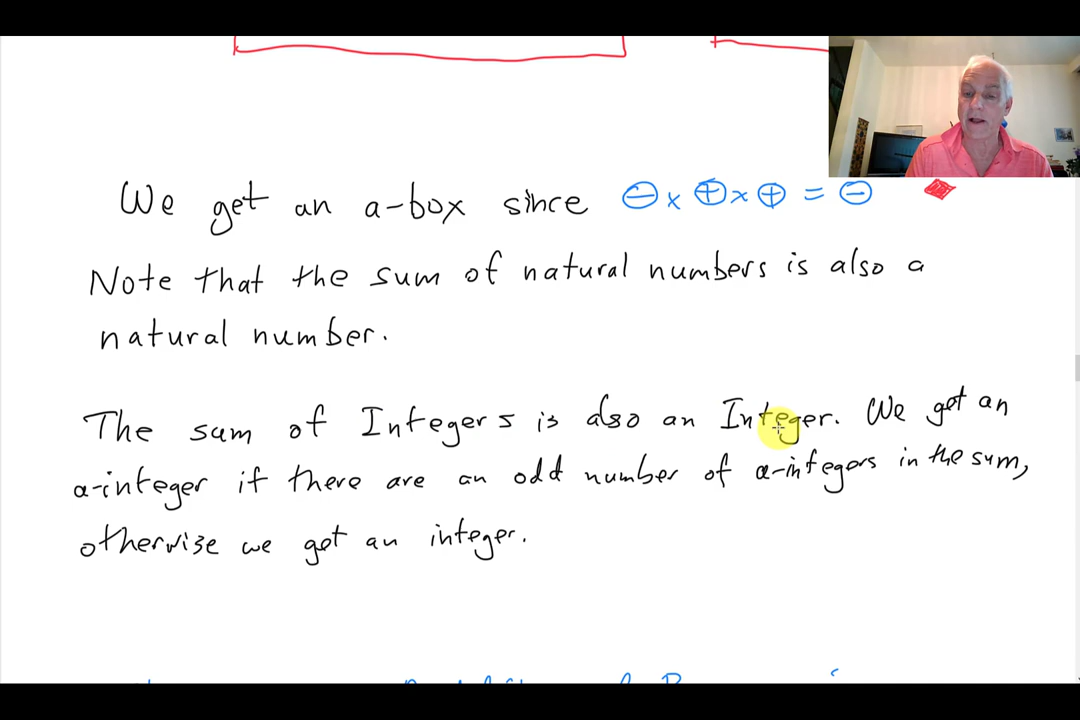 We get an a-box since ⊖ x ⊕ x ⊕ = ⊖
Note that the sum of natural numbers is also a
natural number.
The sum of Integers is also an Integer. We get an
a-integer if there are an odd number of a-integers in the sum,
otherwise we get an integer.